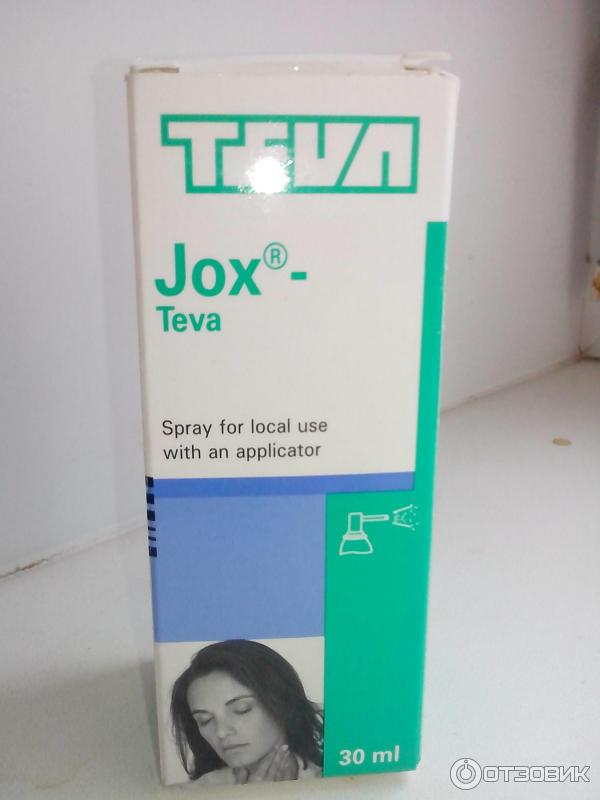 TEVA
Jox®-
Teva
Spray for local use
with an applicator
30 ml
ОТЗОВИК